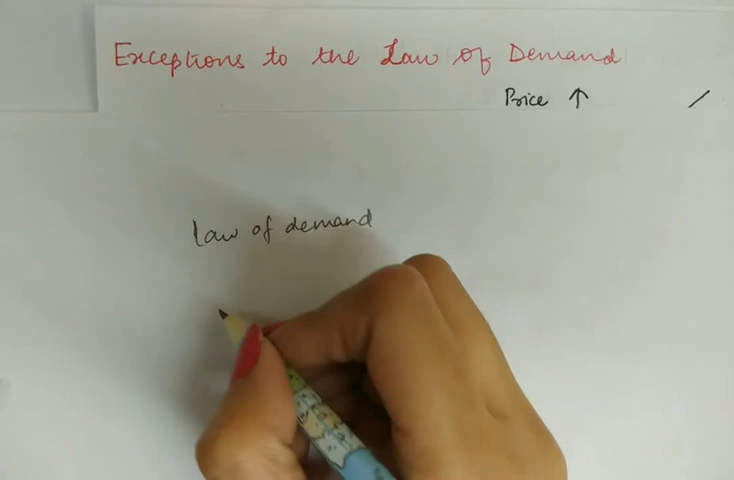 Exceptions to the Law of Demand
Price ↑ /
law of demand